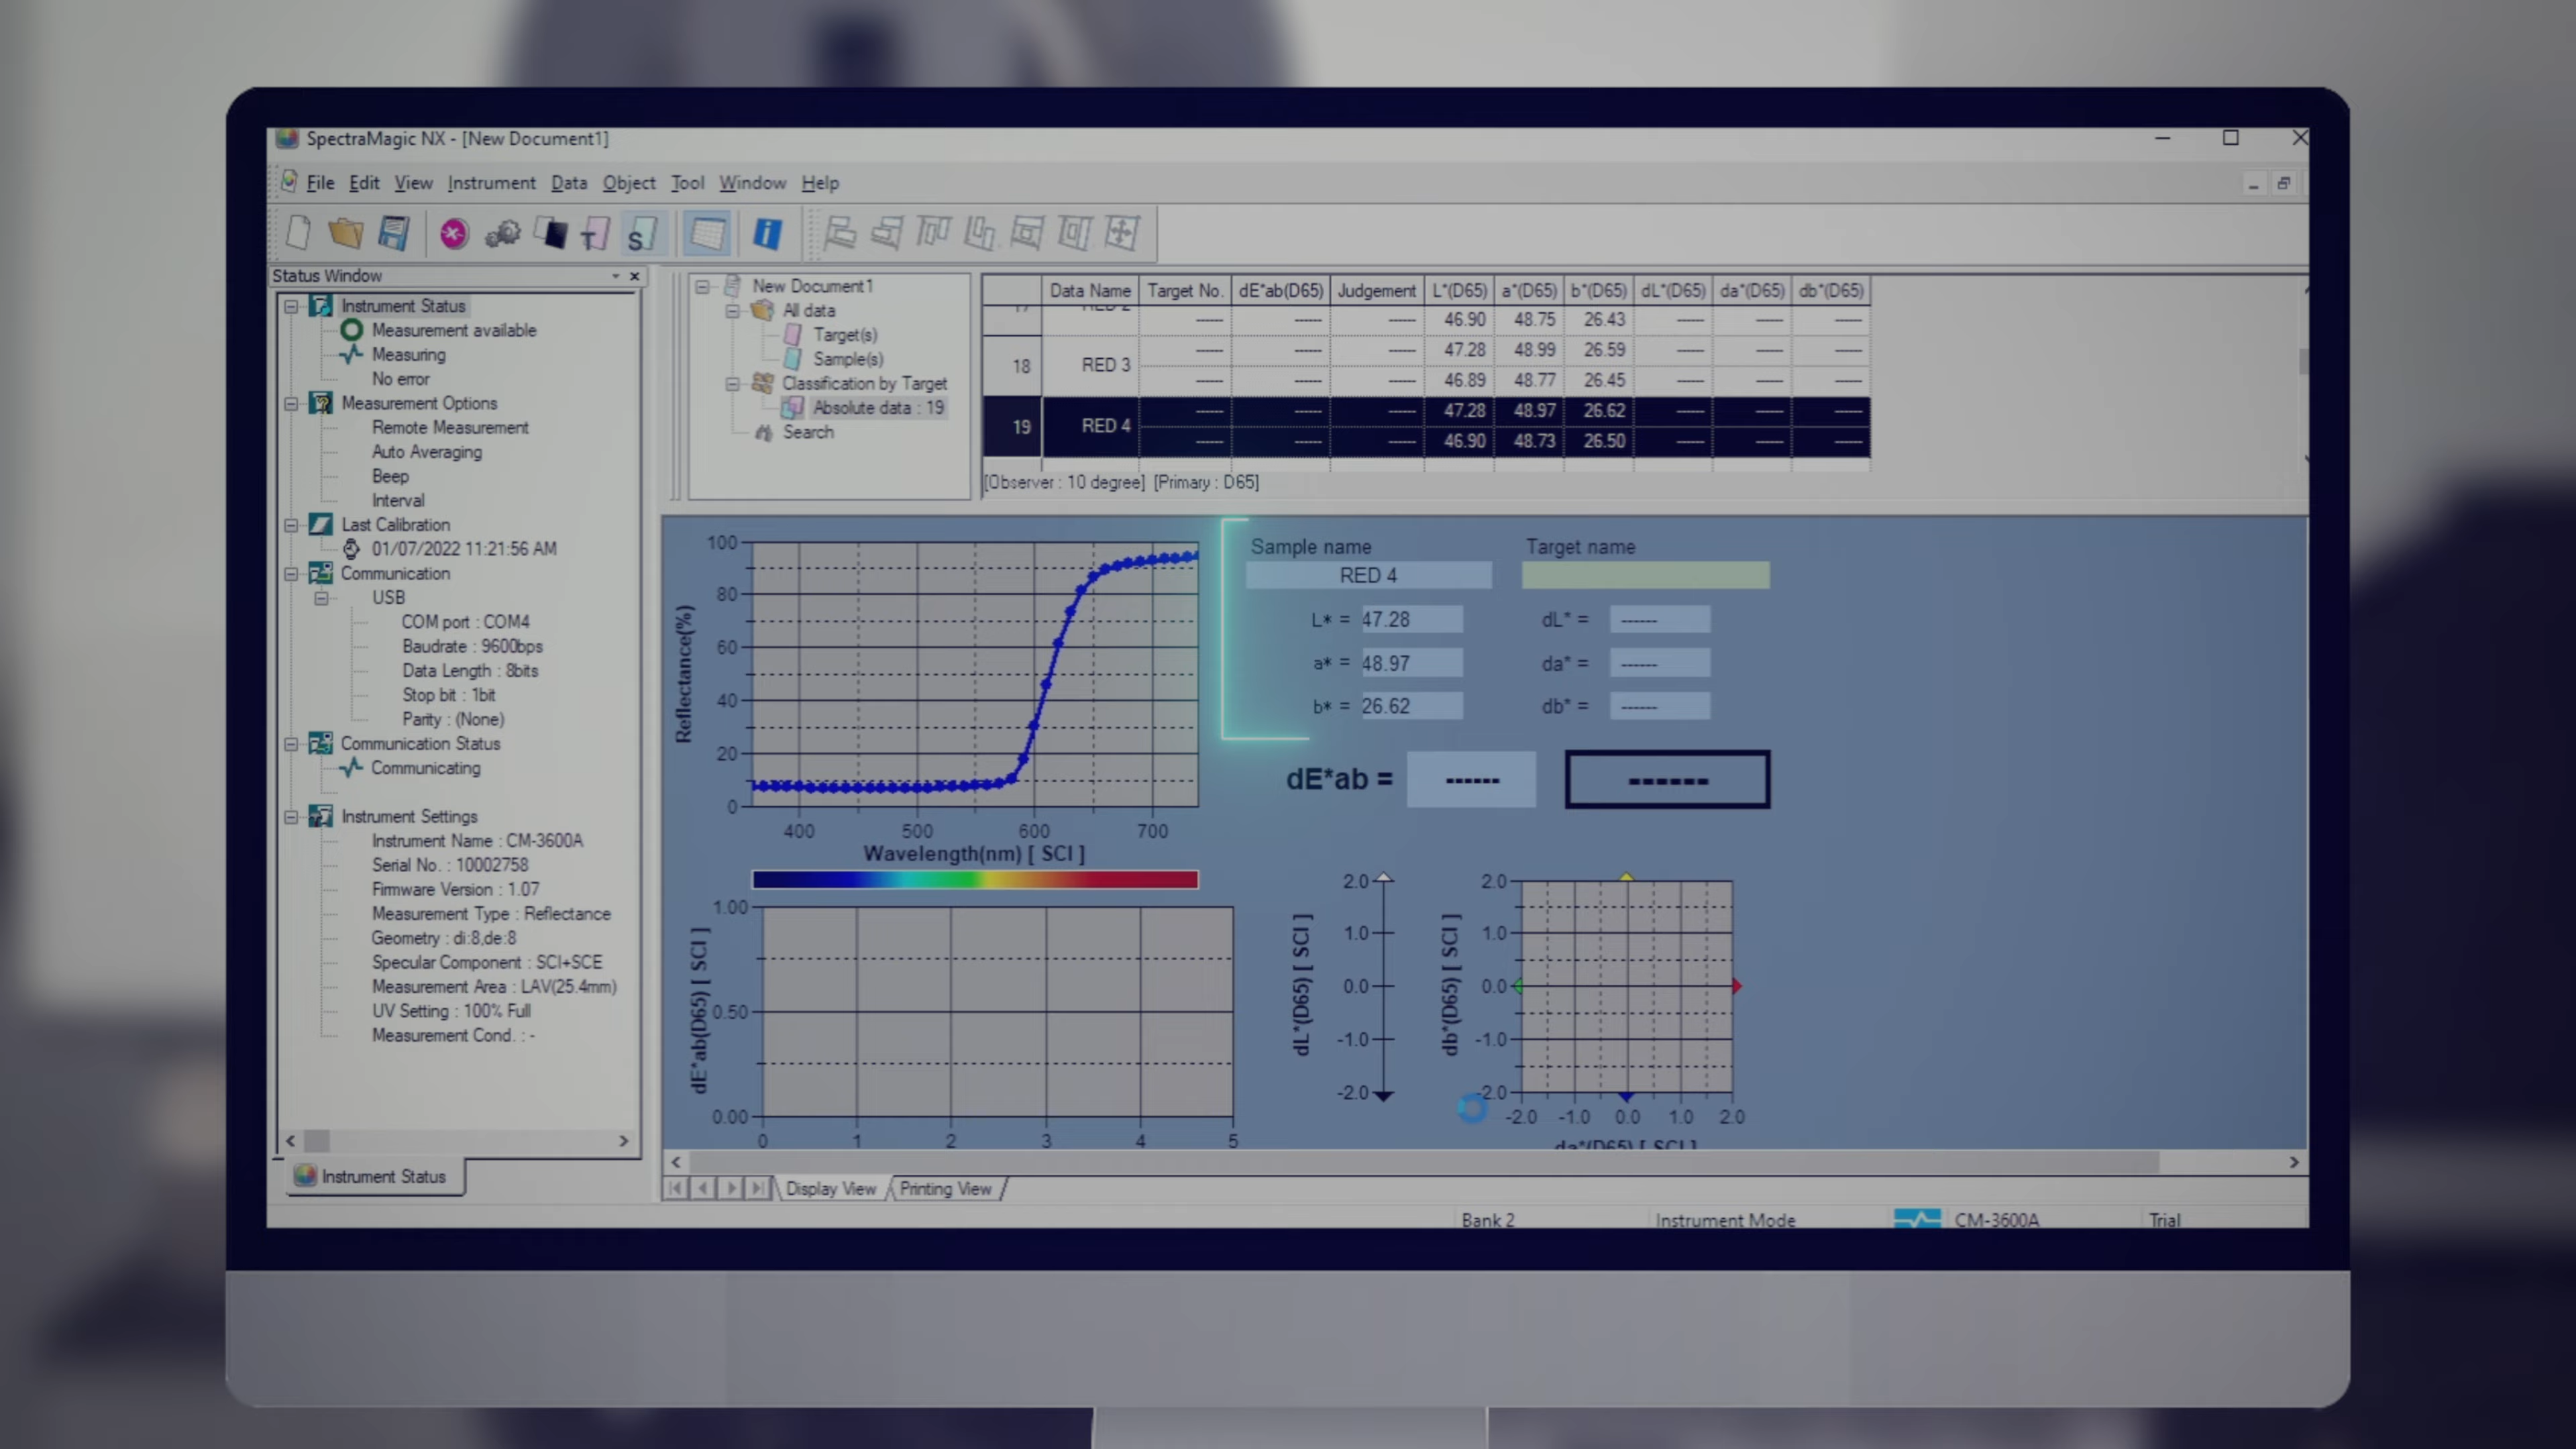 SpectraMagic NX - [New Document1]
File Edit View Instrument Data Object Tool Window Help
T S i
Status Window
Instrument Status
Measurement available
Measuring
No error
Measurement Options
Remote Measurement
Auto Averaging
Beep
Interval
Last Calibration
01/07/2022 11:21:56 AM
Communication
USB
COM port : COM4
Baudrate : 9600bps
Data Length : 8bits
Stop bit : 1bit
Parity : (None)
Communication Status
Communicating
Instrument Settings
Instrument Name : CM-3600A
Serial No. : 10002758
Firmware Version : 1.07
Measurement Type : Reflectance
Geometry : di:8,de:8
Specular Component : SCI+SCE
Measurement Area : LAV(25.4mm)
UV Setting : 100% Full
Measurement Cond. : -
Instrument Status
New Document1
All data
Target(s)
Sample(s)
Classification by Target
Absolute data : 19
Search
Data Name Target No. dE*ab(D65) Judgement L*(D65) a*(D65) b*(D65) dL*(D65) da*(D65) db*(D65)
17 RED 2 ----- ----- ----- 46.90 48.75 26.43 ----- ----- -----
----- ----- ----- 47.28 48.99 26.59 ----- ----- -----
18 RED 3
----- ----- ----- 46.89 48.77 26.45 ----- ----- -----
----- ----- ----- 47.28 48.97 26.62 ----- ----- -----
19 RED 4
----- ----- ----- 46.90 48.73 26.50 ----- ----- -----
[Observer : 10 degree] [Primary : D65]
Reflectance(%)
100
80
60
40
20
0
400 500 600 700
Wavelength(nm) [ SCI ]
Sample name Target name
RED 4
L* = 47.28 dL* = ------
a* = 48.97 da* = ------
b* = 26.62 db* = ------
dE*ab = ------ ------
dE*ab(D65) [ SCI ]
1.00
0.50
0.00
0 1 2 3 4 5
dL*(D65) [ SCI ]
2.0
1.0
0.0
-1.0
-2.0
db*(D65) [ SCI ]
2.0
1.0
0.0
-1.0
-2.0
-2.0 -1.0 0.0 1.0 2.0
da*(D65) [ SCI ]
Display View Printing View
Bank 2 Instrument Mode CM-3600A Trial